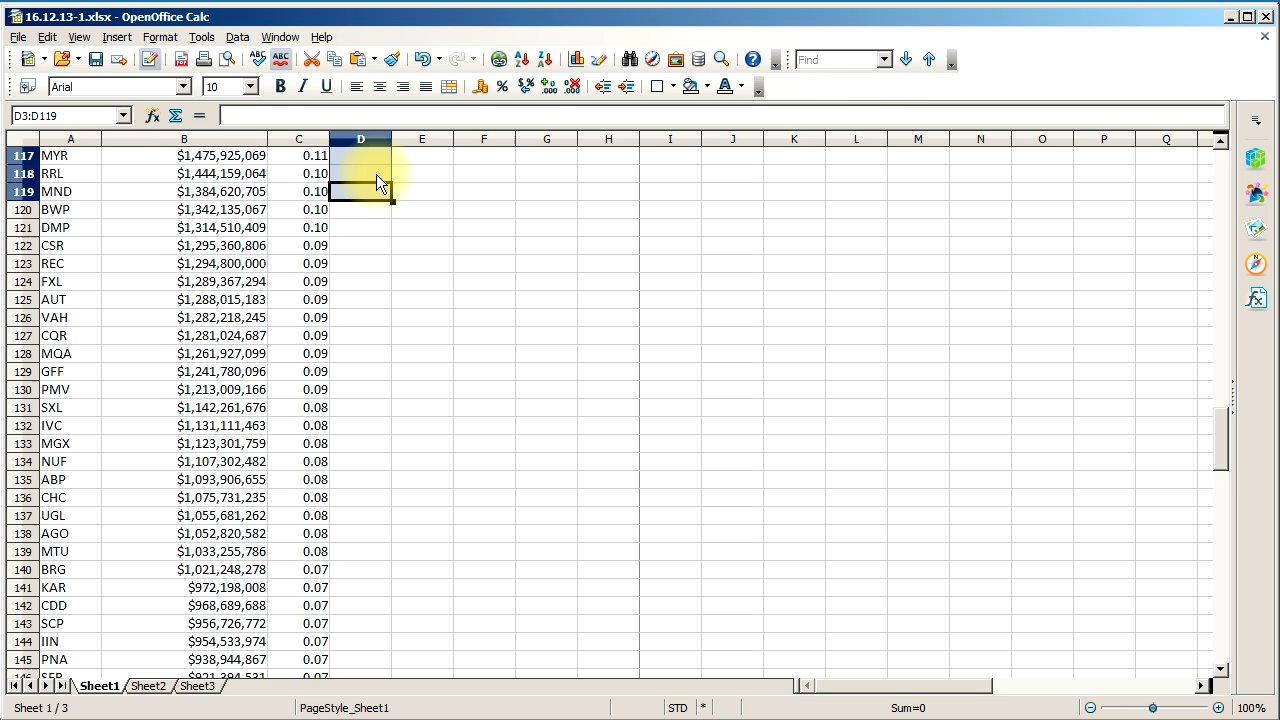 16.12.13-1.xlsx - OpenOffice Calc
File Edit View Insert Format Tools Data Window Help
ABC ABC Find
Arial 10 B I U
D3:D119
A B C D E F G H I J K L M N O P Q
117 MYR $1,475,925,069 0.11
118 RRL $1,444,159,064 0.10
119 MND $1,384,620,705 0.10
120 BWP $1,342,135,067 0.10
121 DMP $1,314,510,409 0.10
122 CSR $1,295,360,806 0.09
123 REC $1,294,800,000 0.09
124 FXL $1,289,367,294 0.09
125 AUT $1,288,015,183 0.09
126 VAH $1,282,218,245 0.09
127 CQR $1,281,024,687 0.09
128 MQA $1,261,927,099 0.09
129 GFF $1,241,780,096 0.09
130 PMV $1,213,009,166 0.09
131 SXL $1,142,261,676 0.08
132 IVC $1,131,111,463 0.08
133 MGX $1,123,301,759 0.08
134 NUF $1,107,302,482 0.08
135 ABP $1,093,906,655 0.08
136 CHC $1,075,731,235 0.08
137 UGL $1,055,681,262 0.08
138 AGO $1,052,820,582 0.08
139 MTU $1,033,255,786 0.08
140 BRG $1,021,248,278 0.07
141 KAR $972,198,008 0.07
142 CDD $968,689,688 0.07
143 SCP $956,726,772 0.07
144 IIN $954,533,974 0.07
145 PNA $938,944,867 0.07
Sheet1 Sheet2 Sheet3
Sheet 1 / 3 PageStyle_Sheet1 STD * Sum=0 100%